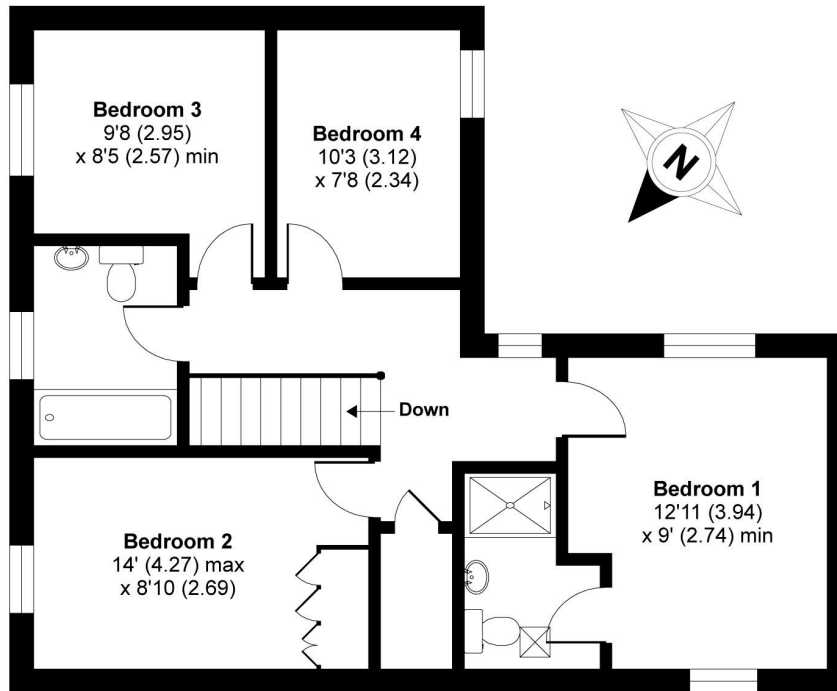 Bedroom 3
9'8 (2.95)
x 8'5 (2.57) min
Bedroom 4
10'3 (3.12)
x 7'8 (2.34)
N
Down
Bedroom 2
14' (4.27) max
x 8'10 (2.69)
Bedroom 1
12'11 (3.94)
x 9' (2.74) min